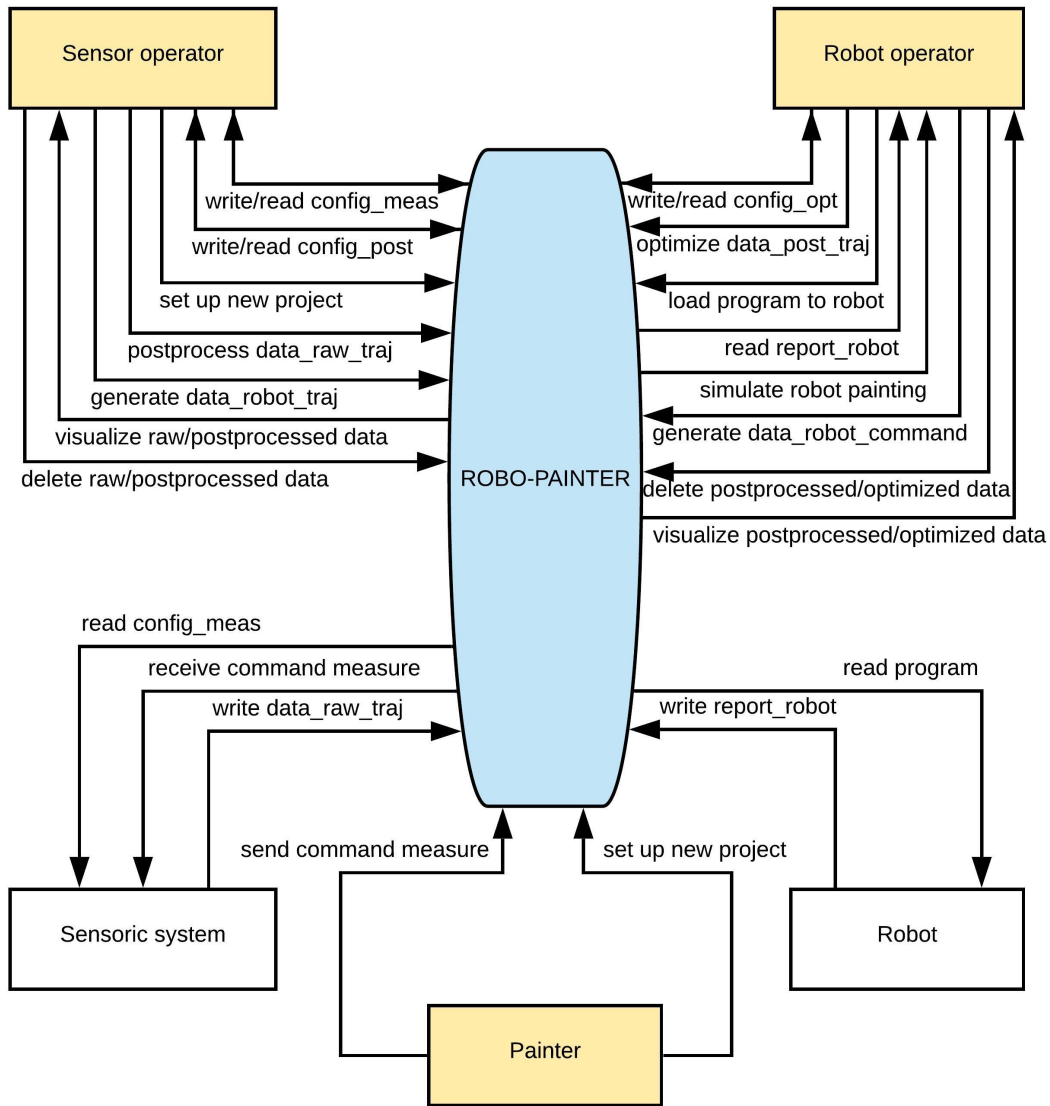 Sensor operator
Robot operator
write/read config_meas
write/read config_opt
write/read config_post
optimize data_post_traj
set up new project
load program to robot
postprocess data_raw_traj
read report_robot
generate data_robot_traj
simulate robot painting
visualize raw/postprocessed data
generate data_robot_command
delete raw/postprocessed data
ROBO-PAINTER
delete postprocessed/optimized data
visualize postprocessed/optimized data
read config_meas
receive command measure
read program
write data_raw_traj
write report_robot
send command measure
set up new project
Sensoric system
Robot
Painter